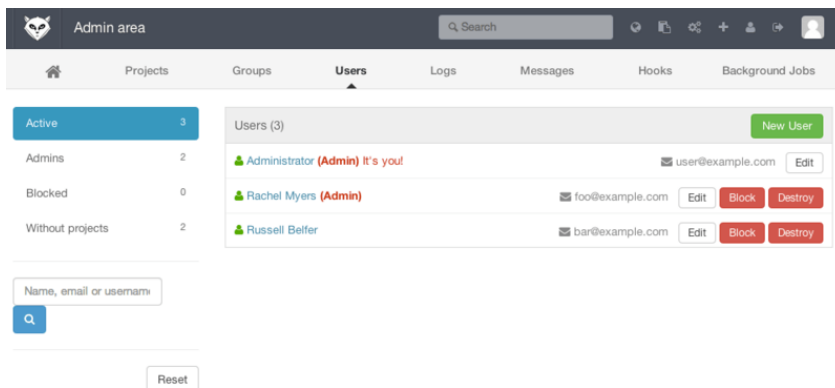 Admin area
Search
Projects Groups Users Logs Messages Hooks Background Jobs
Active 3
Admins 2
Blocked 0
Without projects 2
Name, email or usernam
Reset
Users (3) New User
Administrator (Admin) It's you! user@example.com Edit
Rachel Myers (Admin) foo@example.com Edit Block Destroy
Russell Belfer bar@example.com Edit Block Destroy